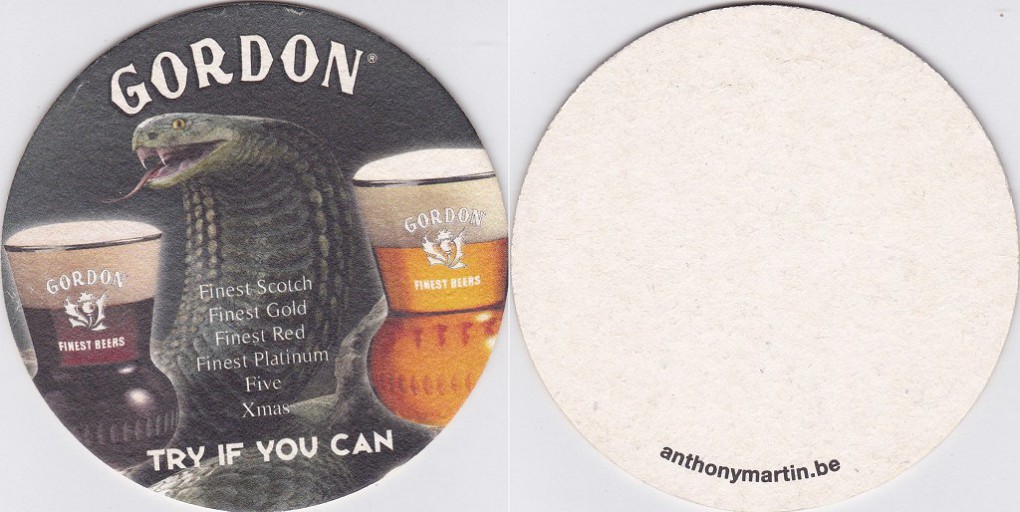 GORDON®
GORDON
FINEST BEERS
GORDON
FINEST BEERS
Finest Scotch
Finest Gold
Finest Red
Finest Platinum
Five
Xmas
TRY IF YOU CAN
anthonymartin.be